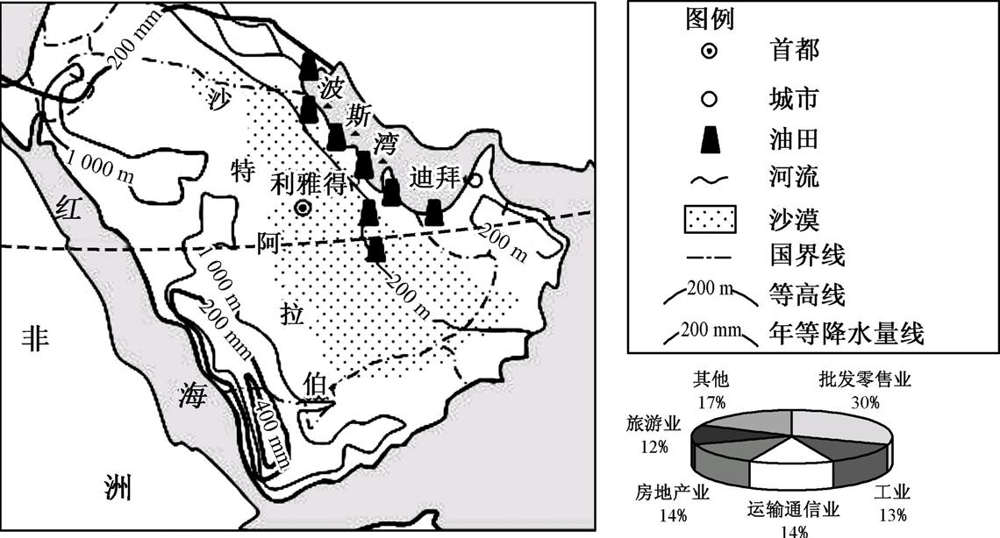 200 mm
沙
特
阿
拉
伯
波
斯
湾
迪拜
利雅得
1 000 m
红
海
200 m
1 000 m
200 mm
200 m
400 mm
非
洲
图例
首都
城市
油田
河流
沙漠
国界线
200 m
等高线
200 mm
年等降水量线
其他
17%
批发零售业
30%
旅游业
12%
房地产业
14%
运输通信业
14%
工业
13%